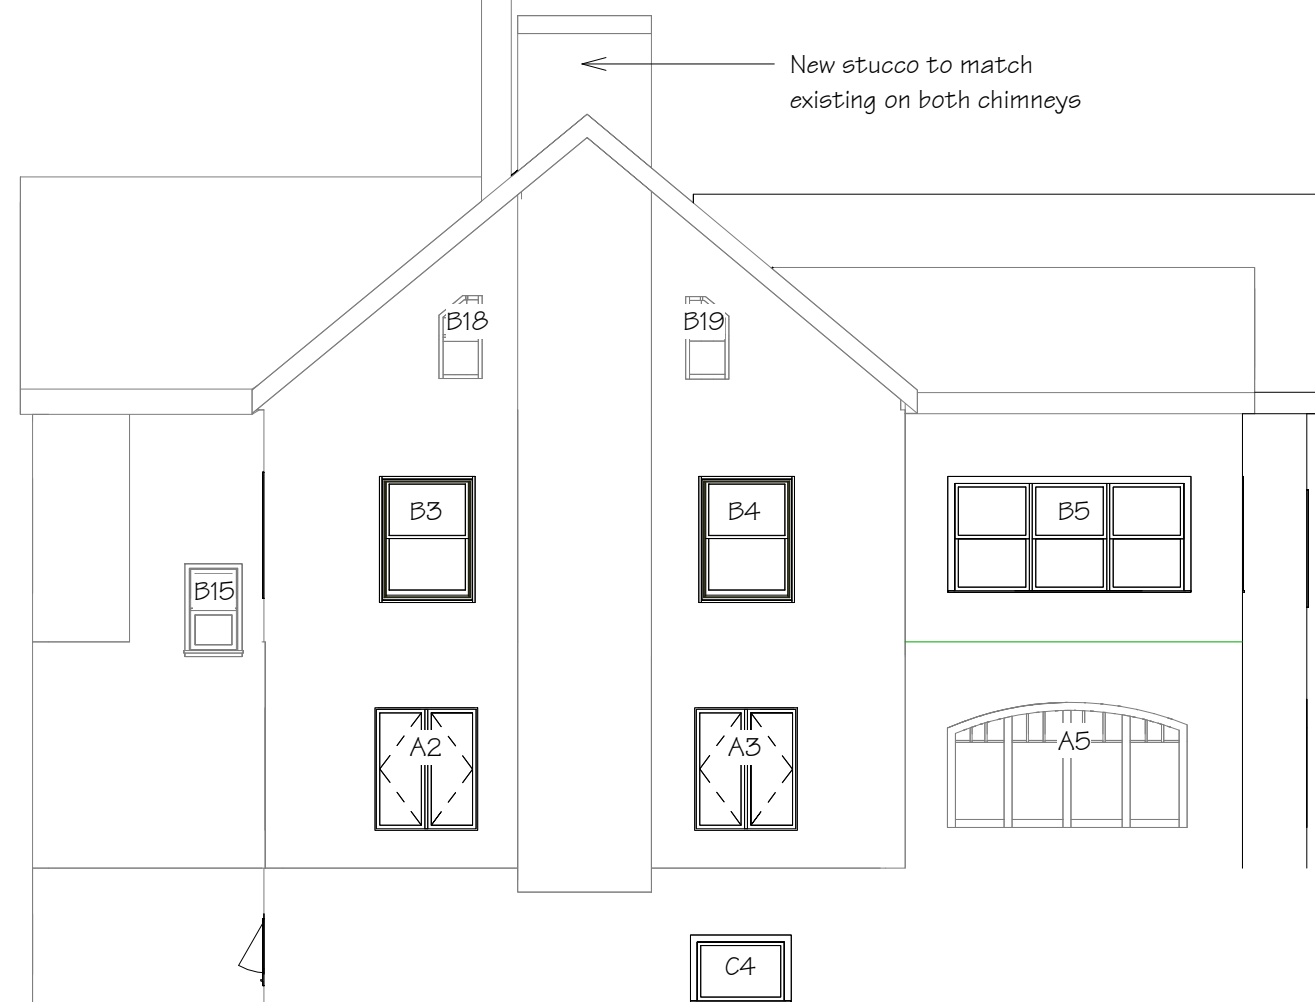 New stucco to match
existing on both chimneys
B18
B19
B3
B4
B5
B15
A2
A3
A5
C4